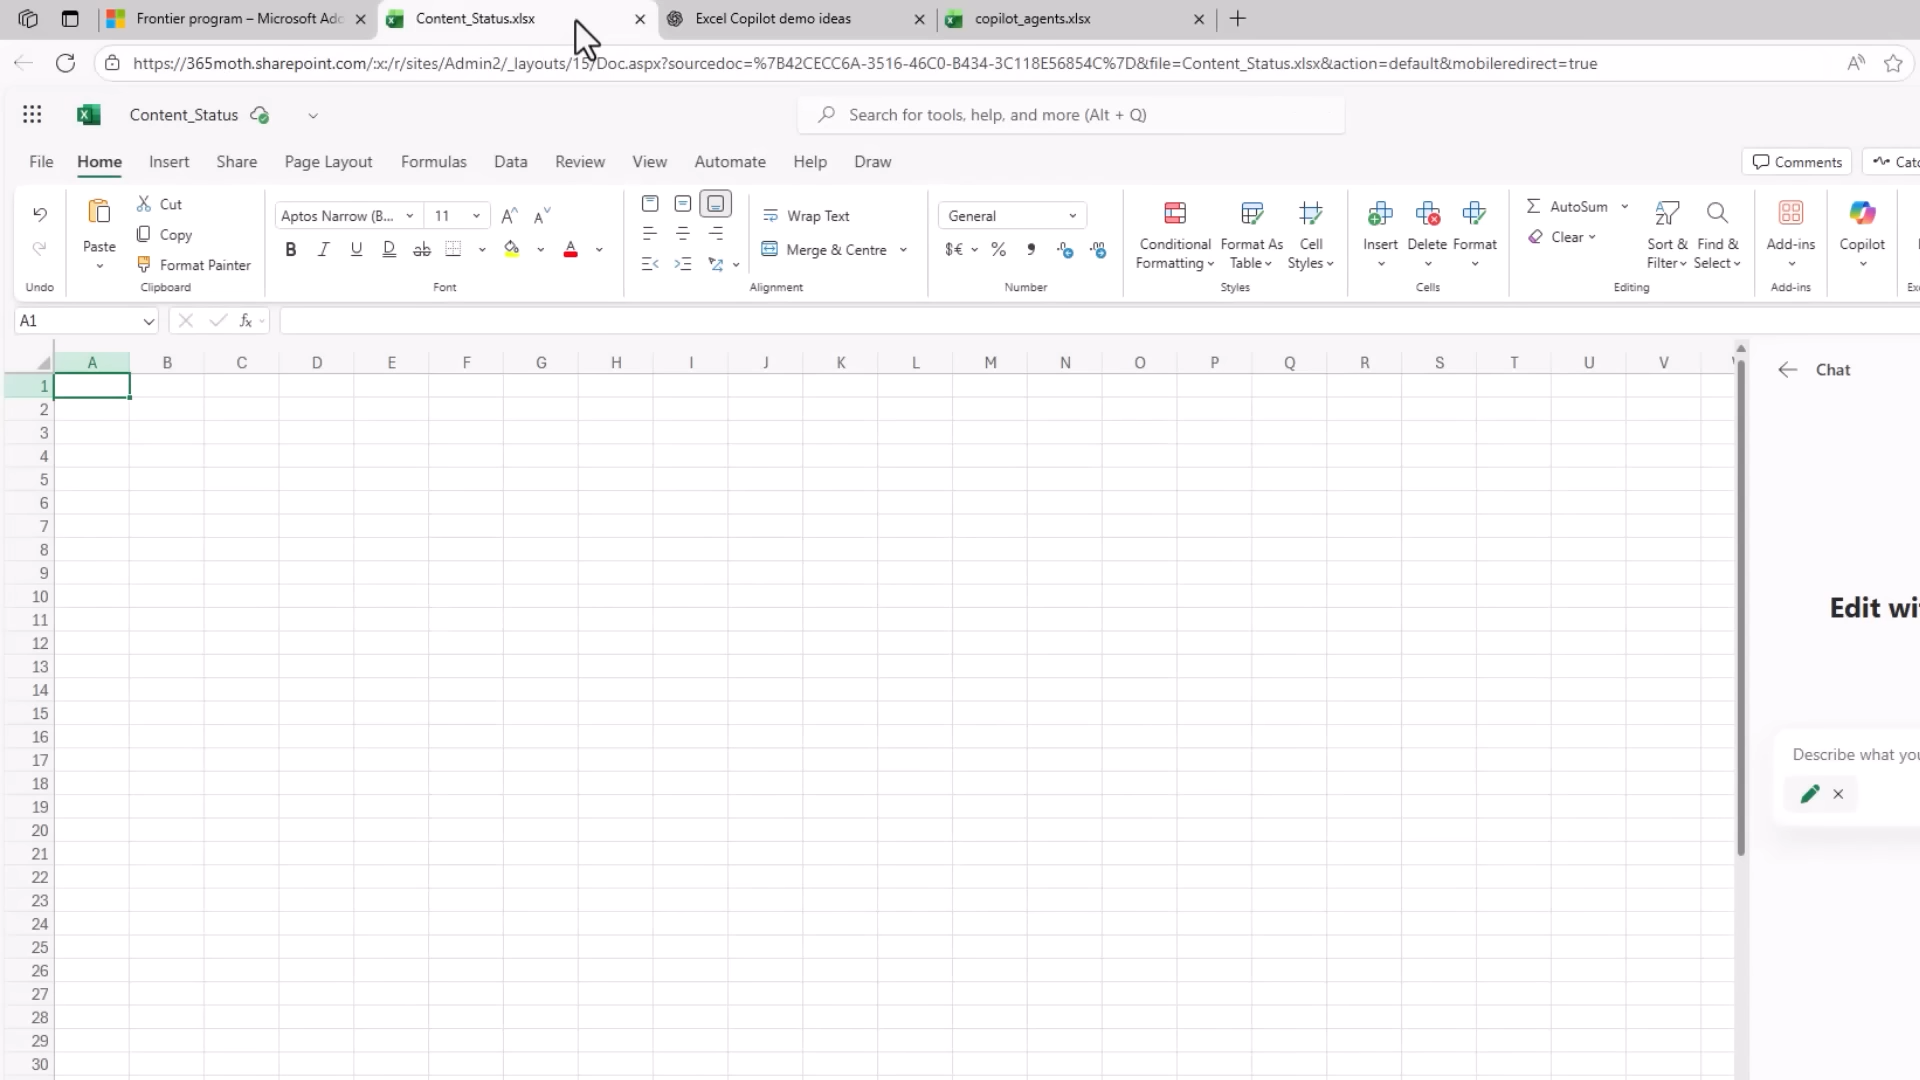 Frontier program – Microsoft Adc
Content_Status.xlsx
Excel Copilot demo ideas
copilot_agents.xlsx
https://365moth.sharepoint.com/:x:/r/sites/Admin2/_layouts/15/Doc.aspx?sourcedoc=%7B42CECC6A-3516-46C0-B434-3C118E56854C%7D&file=Content_Status.xlsx&action=default&mobileredirect=true
Content_Status
Search for tools, help, and more (Alt + Q)
File Home Insert Share Page Layout Formulas Data Review View Automate Help Draw
Comments
Catc
Paste
Cut
Copy
Format Painter
Aptos Narrow (B...
11
Wrap Text
Merge & Centre
General
Conditional Formatting
Format As Table
Cell Styles
Insert
Delete
Format
AutoSum
Clear
Sort & Filter
Find & Select
Add-ins
Copilot
Undo
Clipboard
Font
Alignment
Number
Styles
Cells
Editing
Add-ins
Exc
A1
fx
A B C D E F G H I J K L M N O P Q R S T U V
1
2
3
4
5
6
7
8
9
10
11
12
13
14
15
16
17
18
19
20
21
22
23
24
25
26
27
28
29
30
Chat
Edit wi
Describe what you